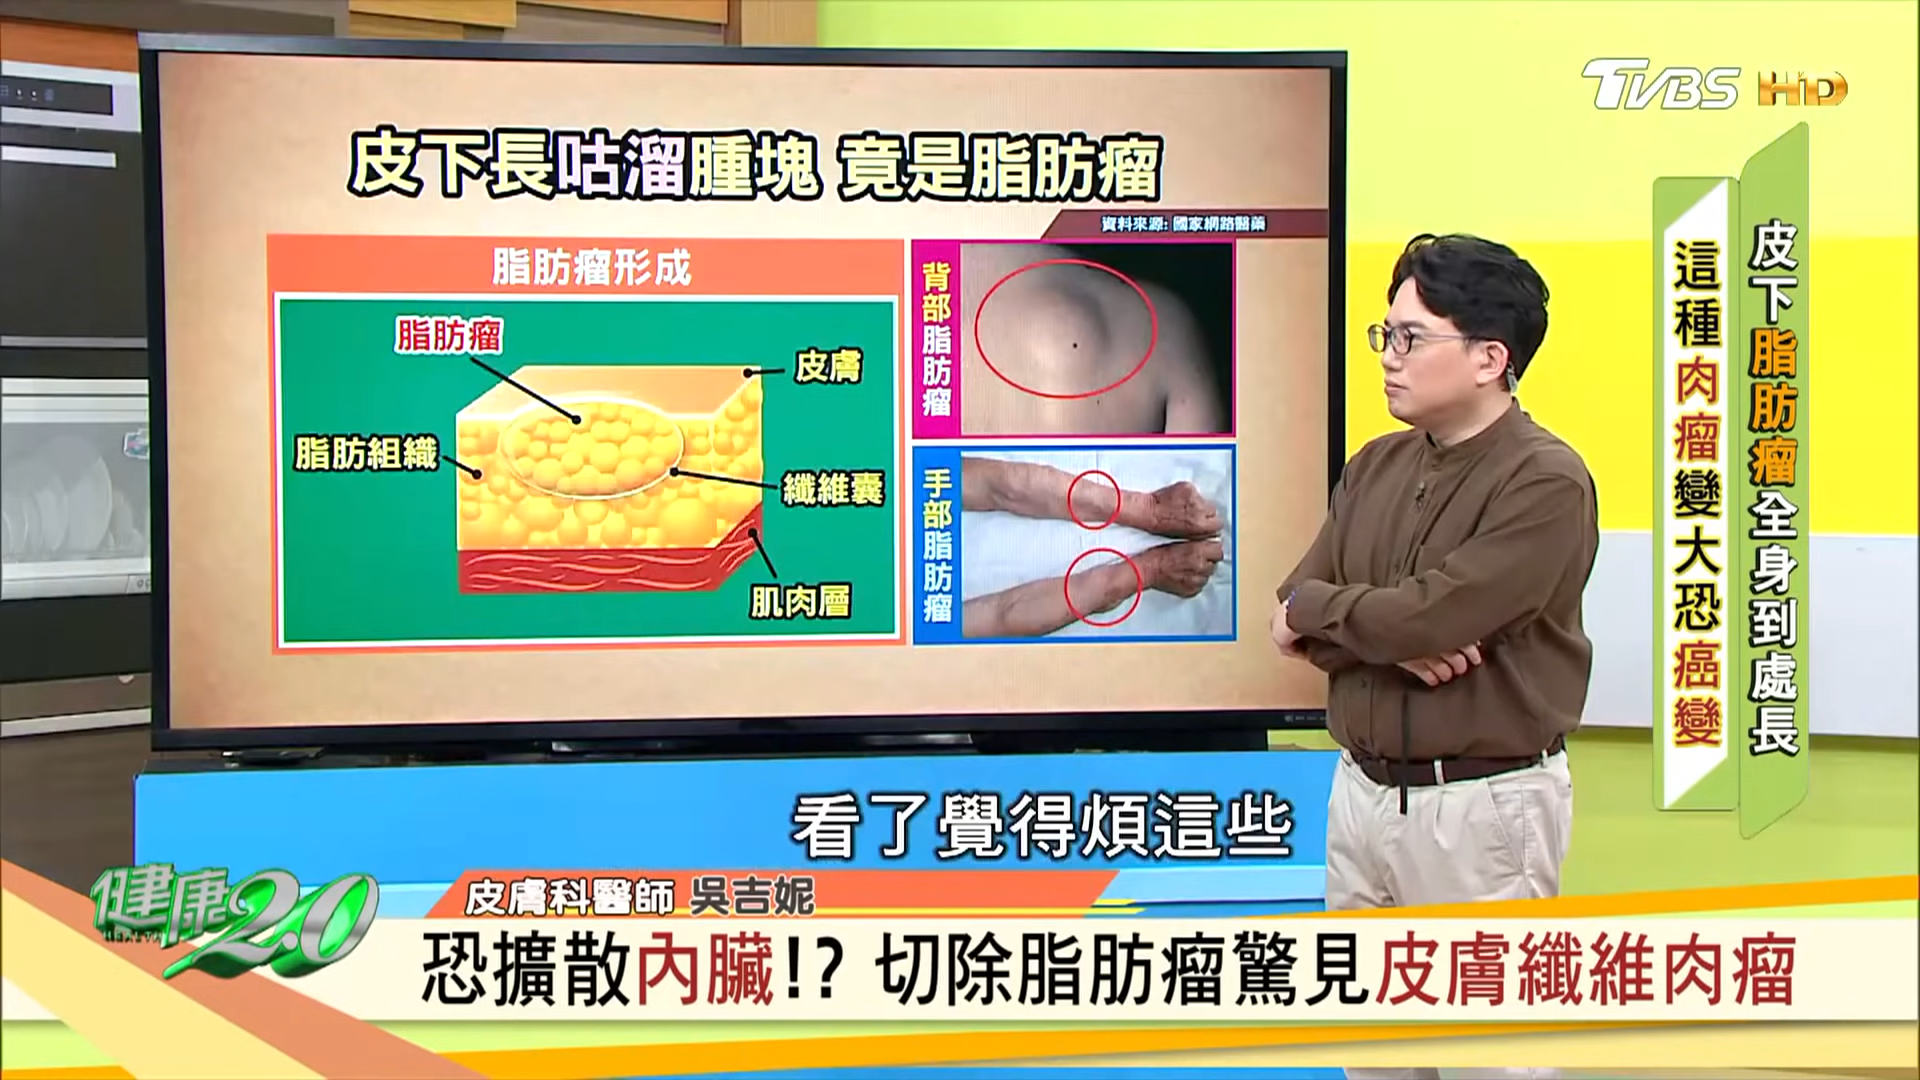 TVBS HD
皮下長咕溜腫塊 竟是脂肪瘤
資料來源: 國家網路醫藥
脂肪瘤形成
脂肪瘤
皮膚
脂肪組織
纖維囊
肌肉層
背部脂肪瘤
手部脂肪瘤
皮下脂肪瘤全身到處長
這種肉瘤變大恐癌變
看了覺得煩這些
健康2.0
HEALTH
皮膚科醫師 吳吉妮
恐擴散內臟!? 切除脂肪瘤驚見皮膚纖維肉瘤